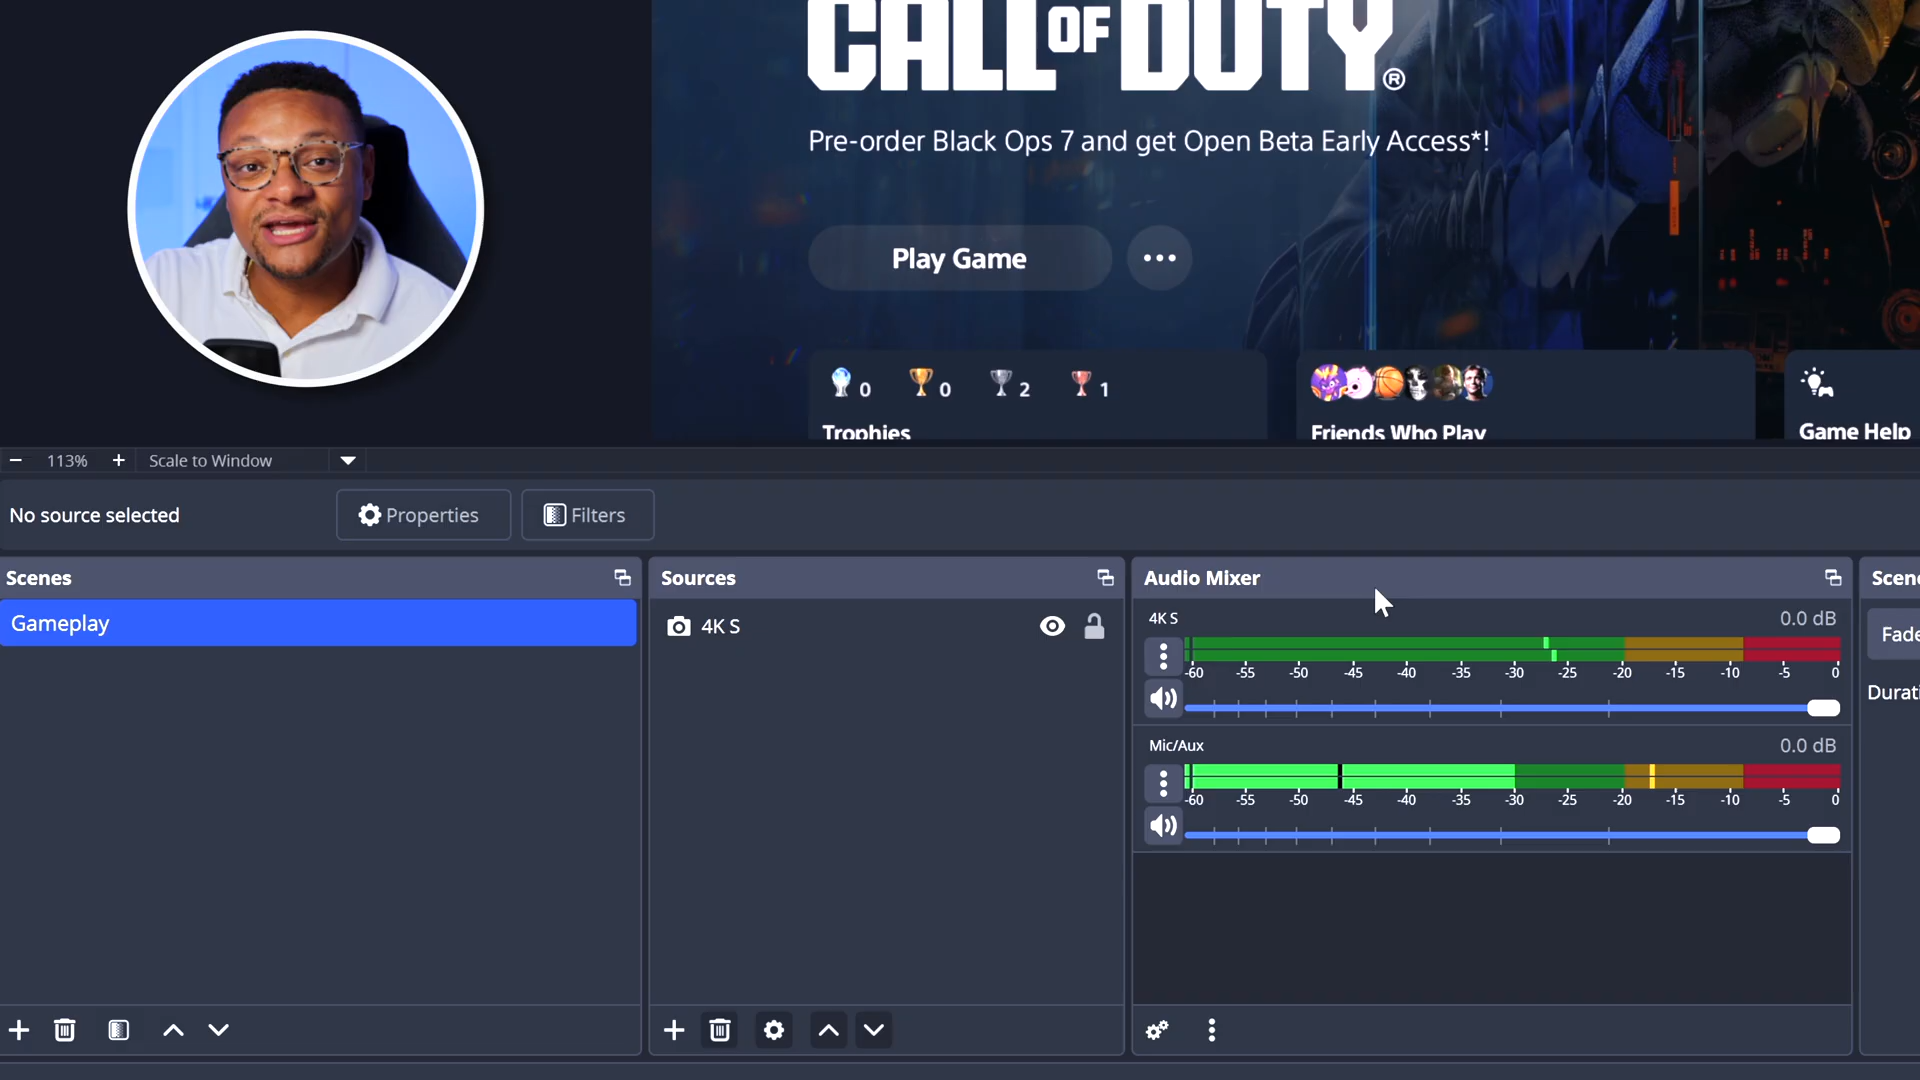 CALL OF DUTY®
Pre-order Black Ops 7 and get Open Beta Early Access*!
Play Game
0 0 2 1
Trophies
Friends Who Play
Game Help
113% Scale to Window
No source selected
Properties
Filters
Scenes
Gameplay
Sources
4K S
Audio Mixer
4K S 0.0 dB
-60 -55 -50 -45 -40 -35 -30 -25 -20 -15 -10 -5 0
Mic/Aux 0.0 dB
-60 -55 -50 -45 -40 -35 -30 -25 -20 -15 -10 -5 0
Scene
Fade
Durati